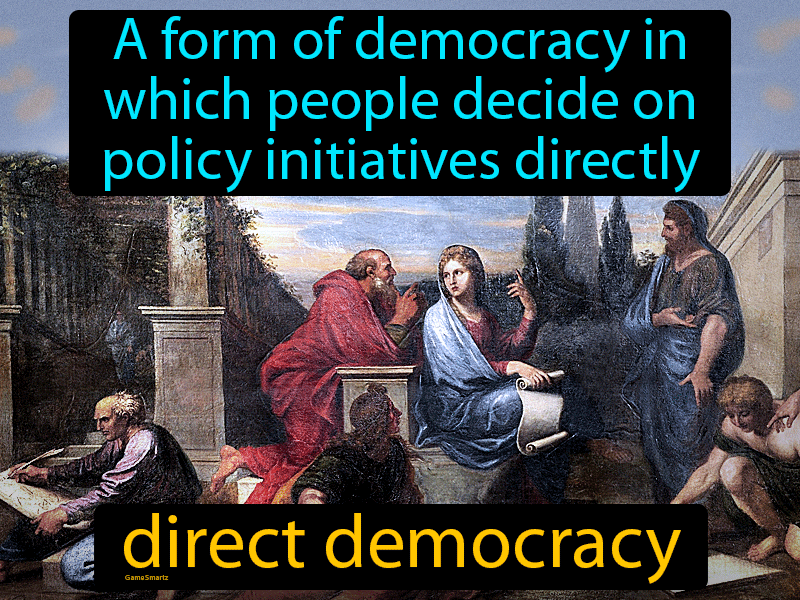 A form of democracy in
which people decide on
policy initiatives directly
direct democracy
GameSmartz